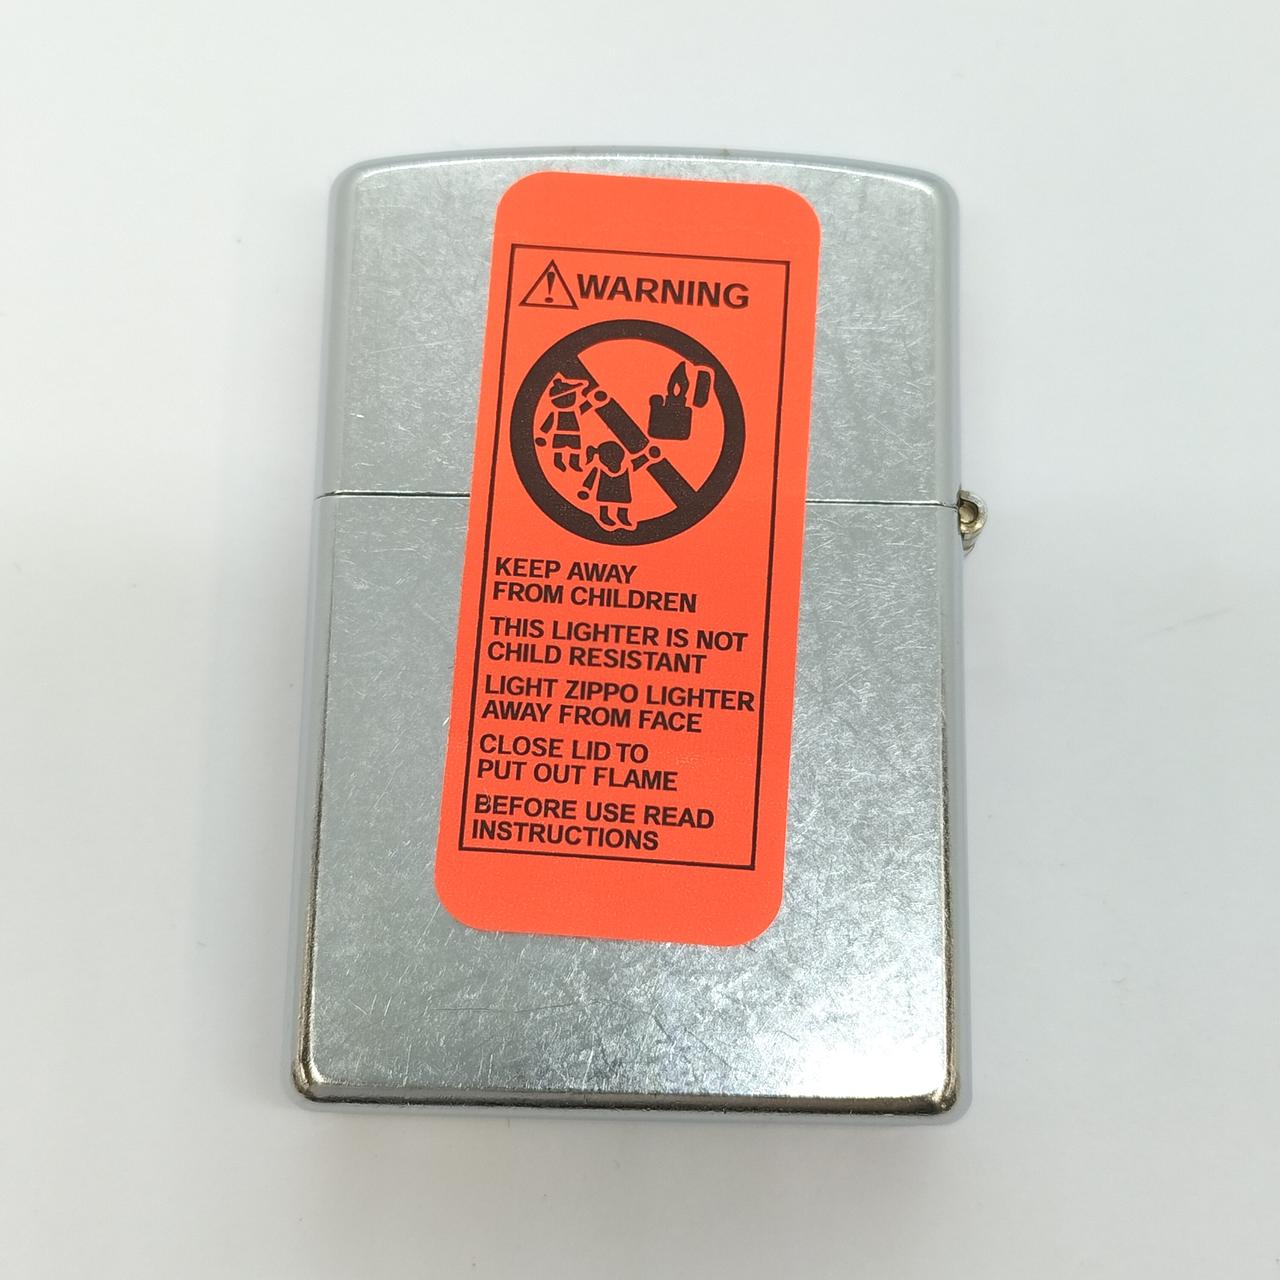 WARNING
KEEP AWAY
FROM CHILDREN
THIS LIGHTER IS NOT
CHILD RESISTANT
LIGHT ZIPPO LIGHTER
AWAY FROM FACE
CLOSE LID TO
PUT OUT FLAME
BEFORE USE READ
INSTRUCTIONS